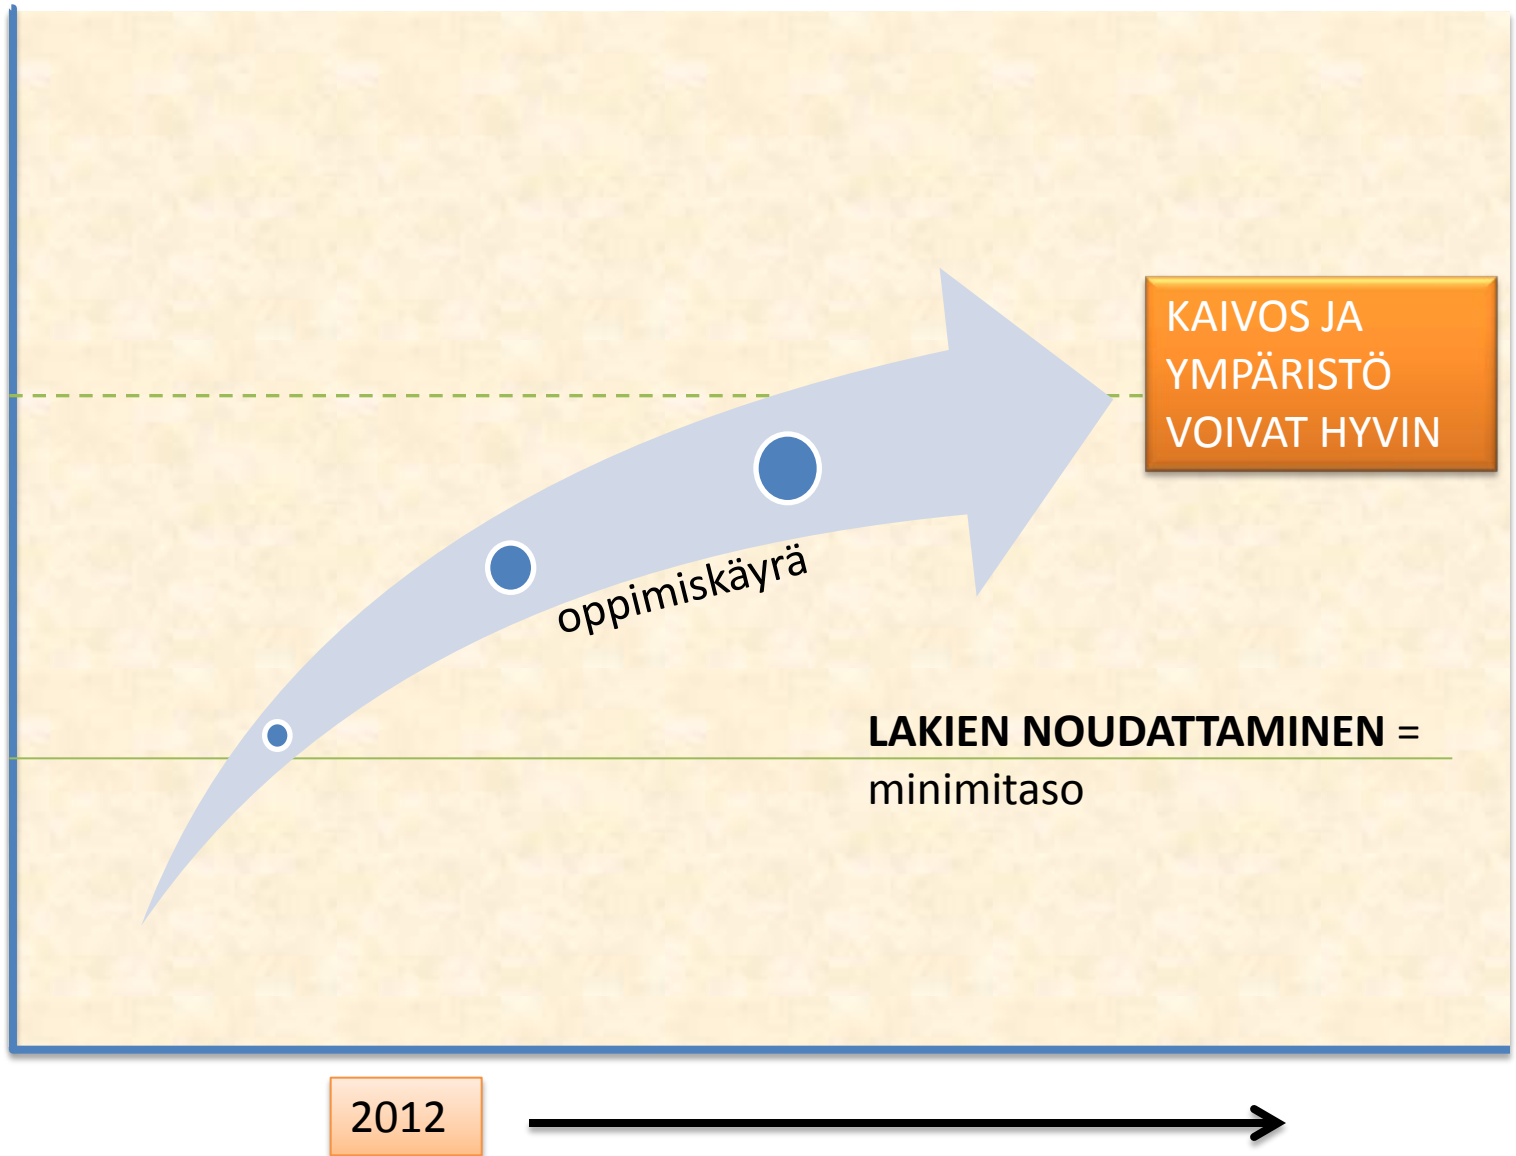 KAIVOS JA
YMPÄRISTÖ
VOIVAT HYVIN
oppimiskäyrä
LAKIEN NOUDATTAMINEN =
minimitaso
2012